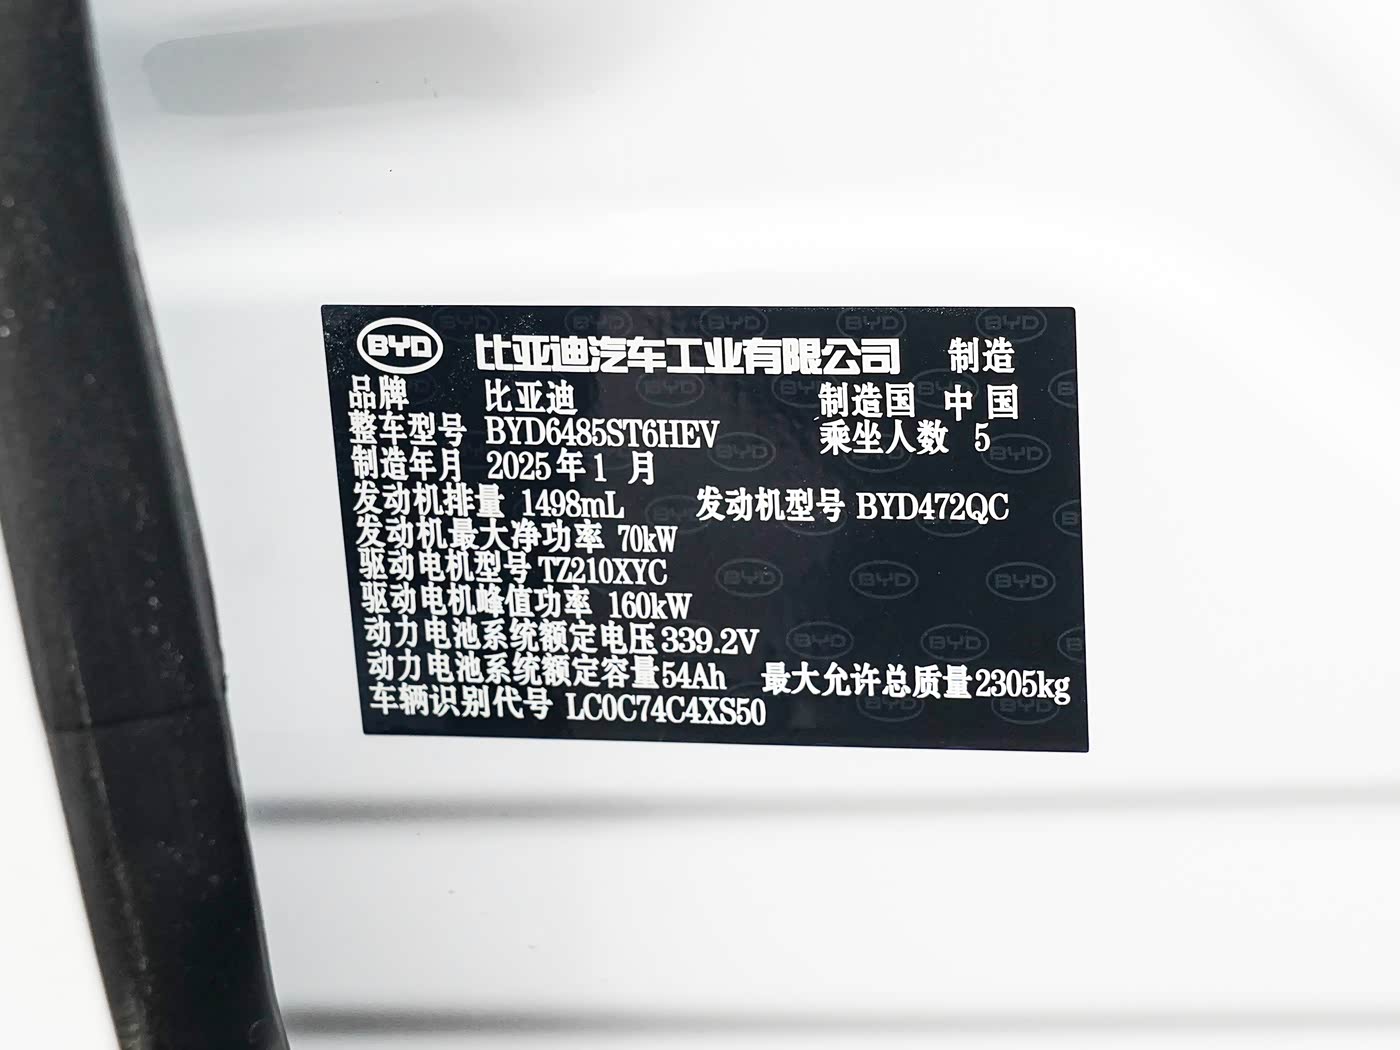 BYD 比亚迪汽车工业有限公司 制造
品牌 比亚迪 制造国 中国
整车型号 BYD6485ST6HEV 乘坐人数 5
制造年月 2025年1月
发动机排量 1498mL 发动机型号 BYD472QC
发动机最大净功率 70kW
驱动电机型号 TZ210XYC
驱动电机峰值功率 160kW
动力电池系统额定电压 339.2V
动力电池系统额定容量 54Ah 最大允许总质量 2305kg
车辆识别代号 LC0C74C4XS50